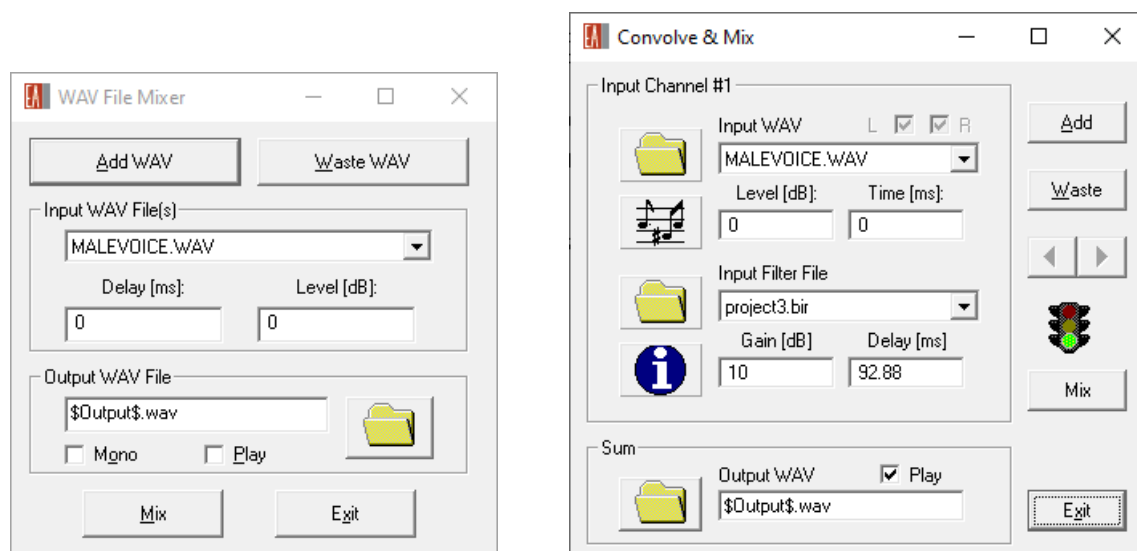 EA WAV File Mixer
Add WAV Waste WAV
Input WAV File(s)
MALEVOICE.WAV
Delay [ms]: Level [dB]:
0 0
Output WAV File
$Output$.wav
Mono Play
Mix Exit
EA Convolve & Mix
Input Channel #1
Input WAV L R
Add
MALEVOICE.WAV
Level [dB]: Time [ms]:
Waste
0 0
Input Filter File
project3.bir
Gain [dB] Delay [ms]
10 92.88
Mix
Sum
Output WAV Play
$Output$.wav
Exit